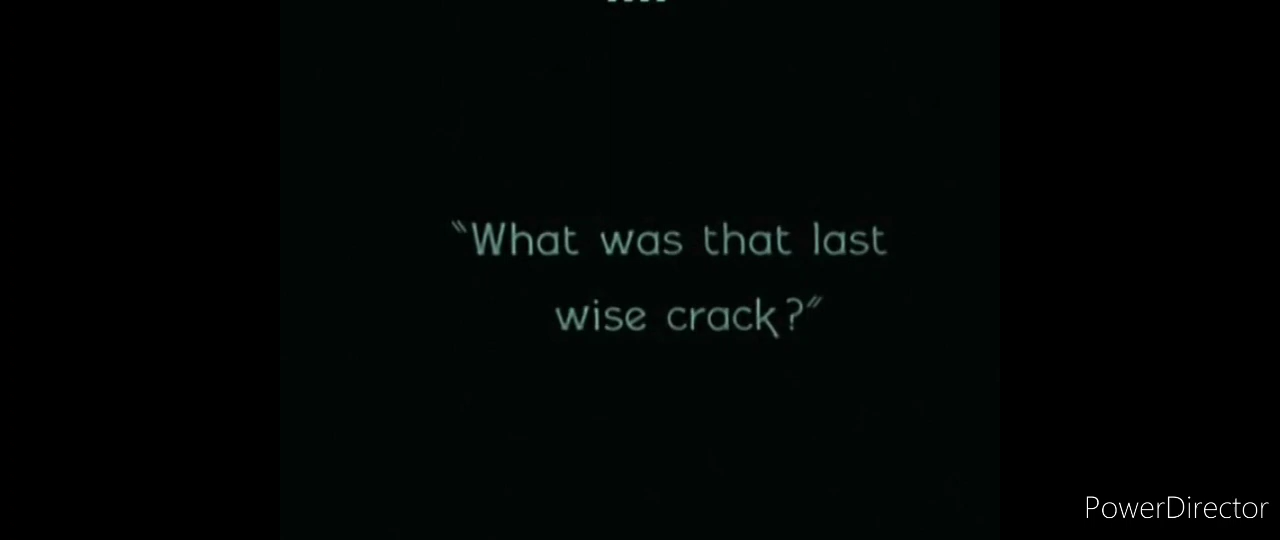 "What was that last
wise crack?"
PowerDirector